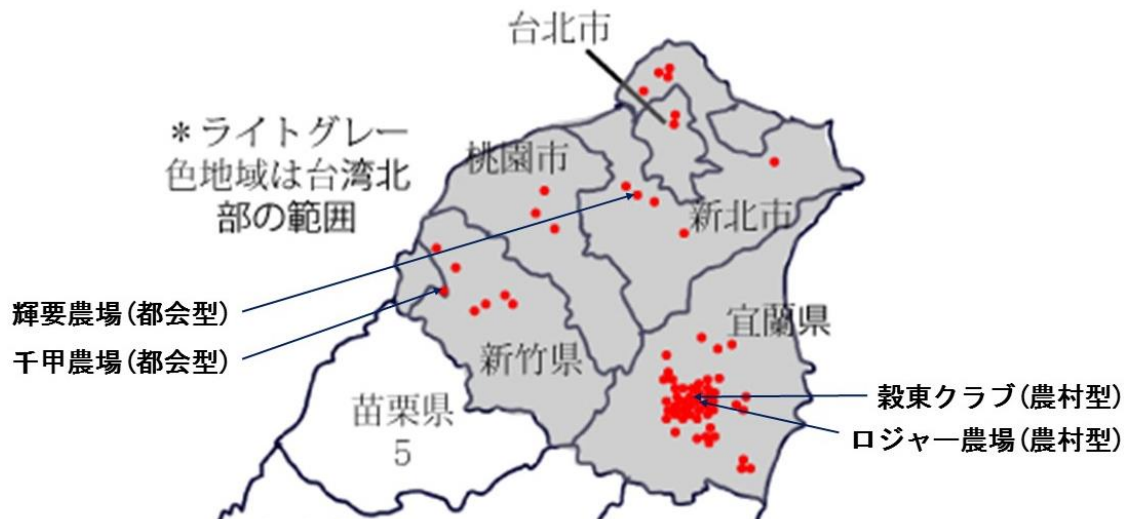 台北市
*ライトグレー
色地域は台湾北
部の範囲
桃園市
新北市
輝要農場(都会型)
千甲農場(都会型)
新竹県
宜蘭県
苗栗県
5
穀東クラブ(農村型)
ロジャー農場(農村型)